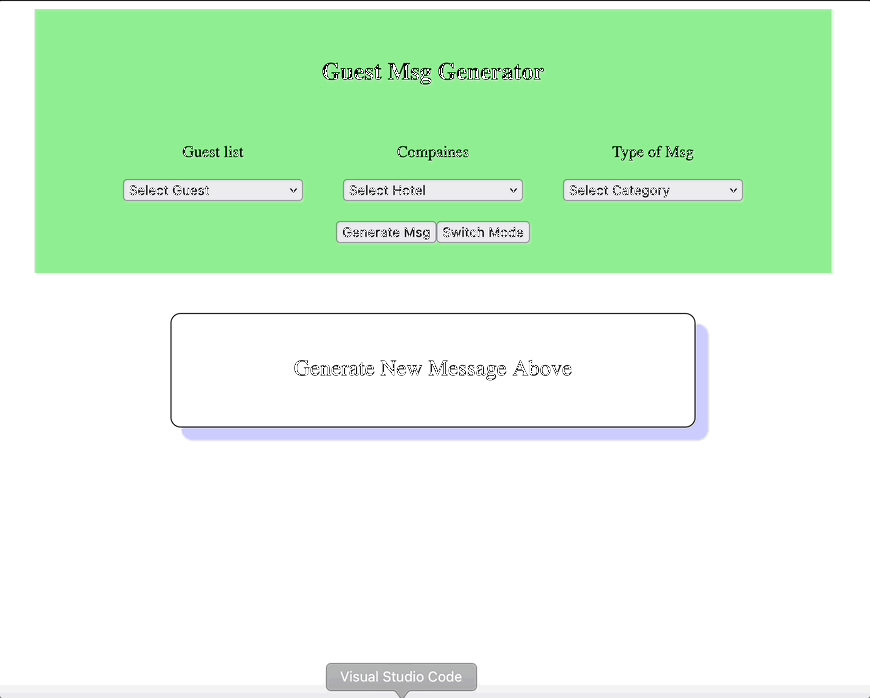 Guest Msg Generator
Guest list Compaines Type of Msg
Select Guest Select Hotel Select Category
Generate Msg Switch Mode
Generate New Message Above
Visual Studio Code